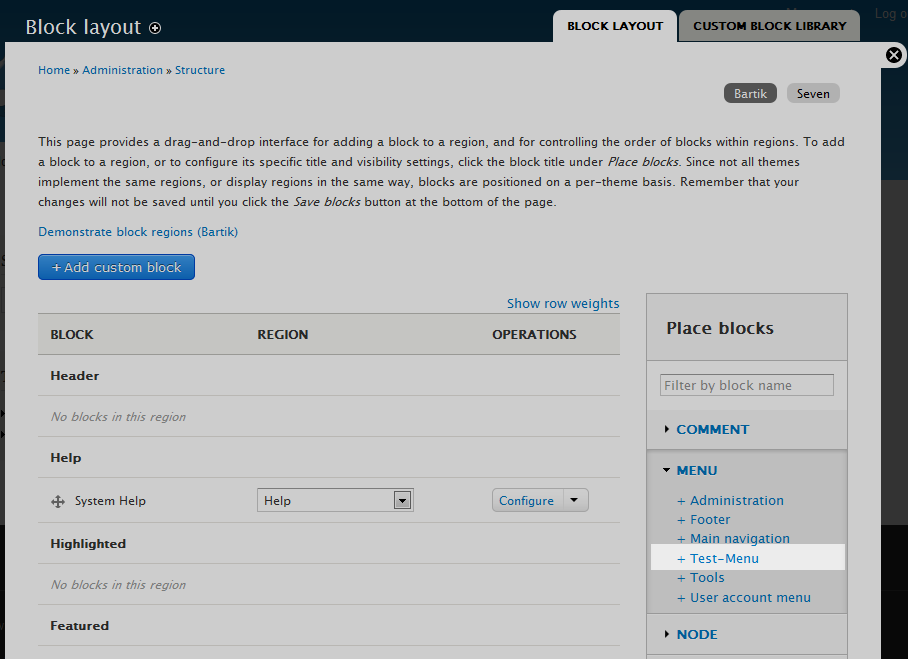 Log o
Block layout
BLOCK LAYOUT
CUSTOM BLOCK LIBRARY
Home » Administration » Structure
Bartik
Seven
This page provides a drag-and-drop interface for adding a block to a region, and for controlling the order of blocks within regions. To add
a block to a region, or to configure its specific title and visibility settings, click the block title under Place blocks. Since not all themes
implement the same regions, or display regions in the same way, blocks are positioned on a per-theme basis. Remember that your
changes will not be saved until you click the Save blocks button at the bottom of the page.
Demonstrate block regions (Bartik)
+ Add custom block
Show row weights
BLOCK REGION OPERATIONS
Header
No blocks in this region
Help
System Help Help Configure
Highlighted
No blocks in this region
Featured
Place blocks
Filter by block name
COMMENT
MENU
+ Administration
+ Footer
+ Main navigation
+ Test-Menu
+ Tools
+ User account menu
NODE